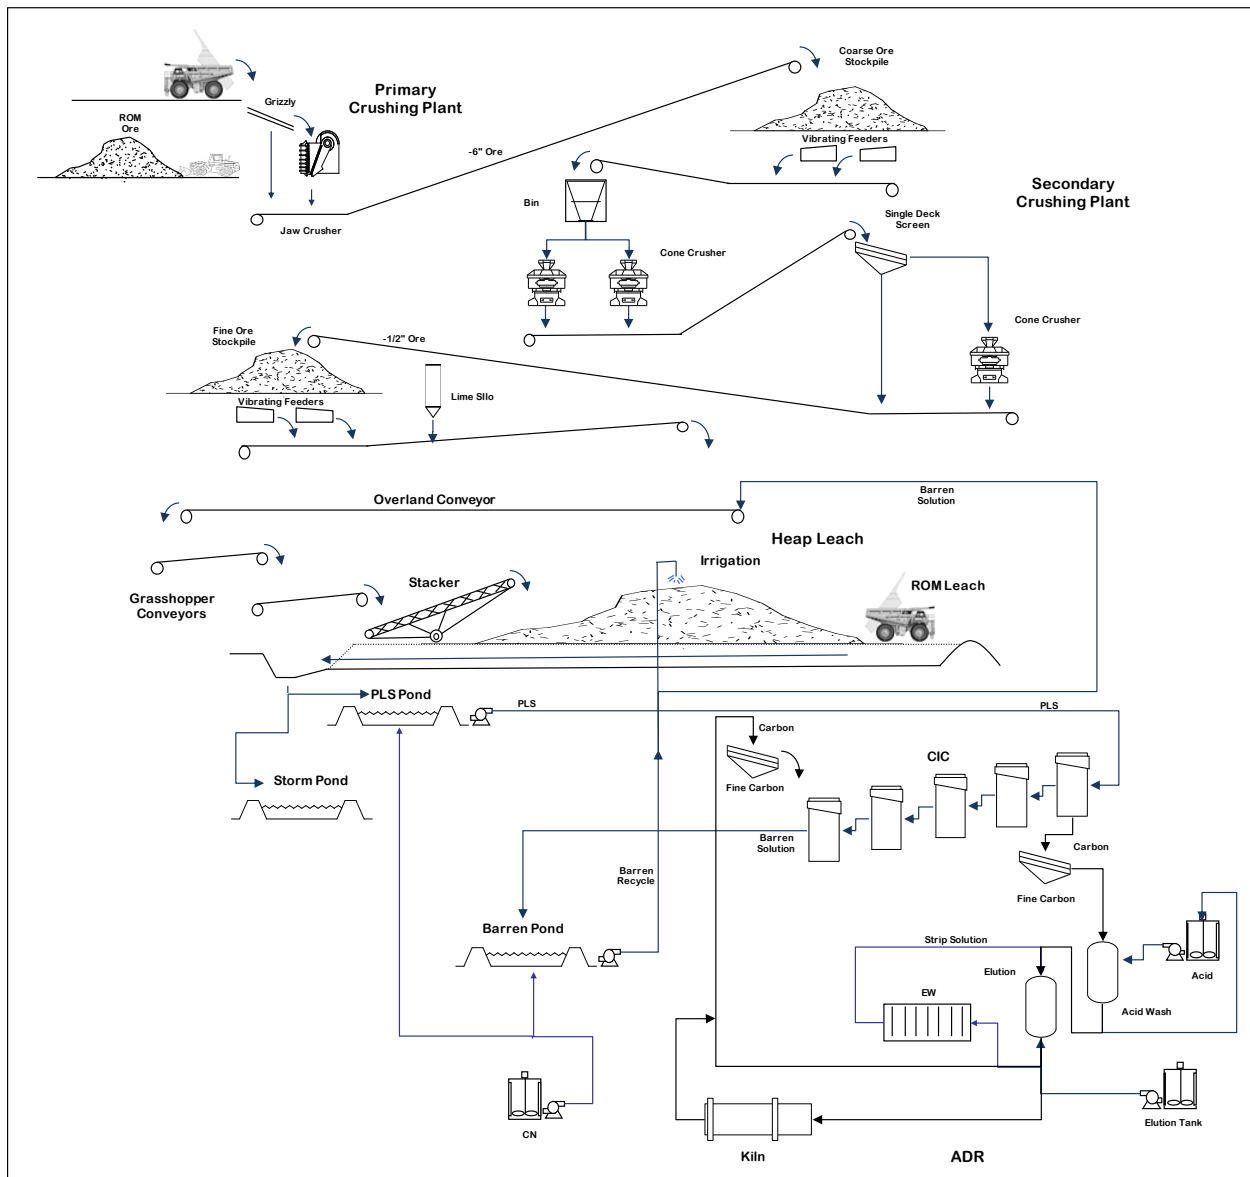 Coarse Ore
Stockpile
Primary
Crushing Plant
Grizzly
ROM
Ore
Vibrating Feeders
-6" Ore
Secondary
Crushing Plant
Bin
Single Deck
Screen
Jaw Crusher
Cone Crusher
Cone Crusher
Fine Ore
Stockpile
-1/2" Ore
Lime SIlo
Vibrating Feeders
Overland Conveyor
Barren
Solution
Heap Leach
Irrigation
Stacker
ROM Leach
Grasshopper
Conveyors
PLS Pond
PLS
PLS
Carbon
CIC
Storm Pond
Fine Carbon
Barren
Solution
Carbon
Barren
Recycle
Fine Carbon
Barren Pond
Strip Solution
Elution
Acid
EW
Acid Wash
CN
Elution Tank
Kiln
ADR